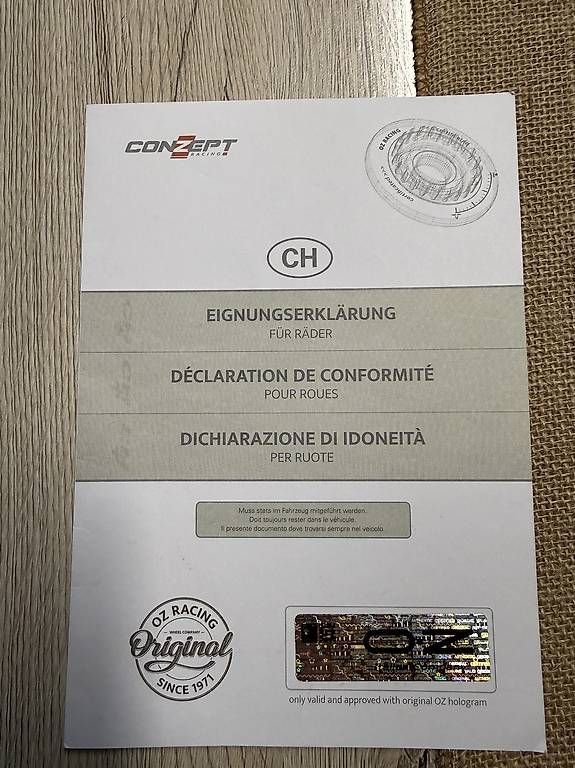 CONZEPT
RACING
OZ RACING
CH
EIGNUNGSERKLÄRUNG
FÜR RÄDER
DÉCLARATION DE CONFORMITÉ
POUR ROUES
DICHIARAZIONE DI IDONEITÀ
PER RUOTE
Muss stets im Fahrzeug mitgeführt werden.
Doit toujours rester dans le véhicule.
Il presente documento deve trovarsi sempre nel veicolo.
OZ RACING
WHEEL COMPANY
Original
SINCE 1971
OZ
only valid and approved with original OZ hologram